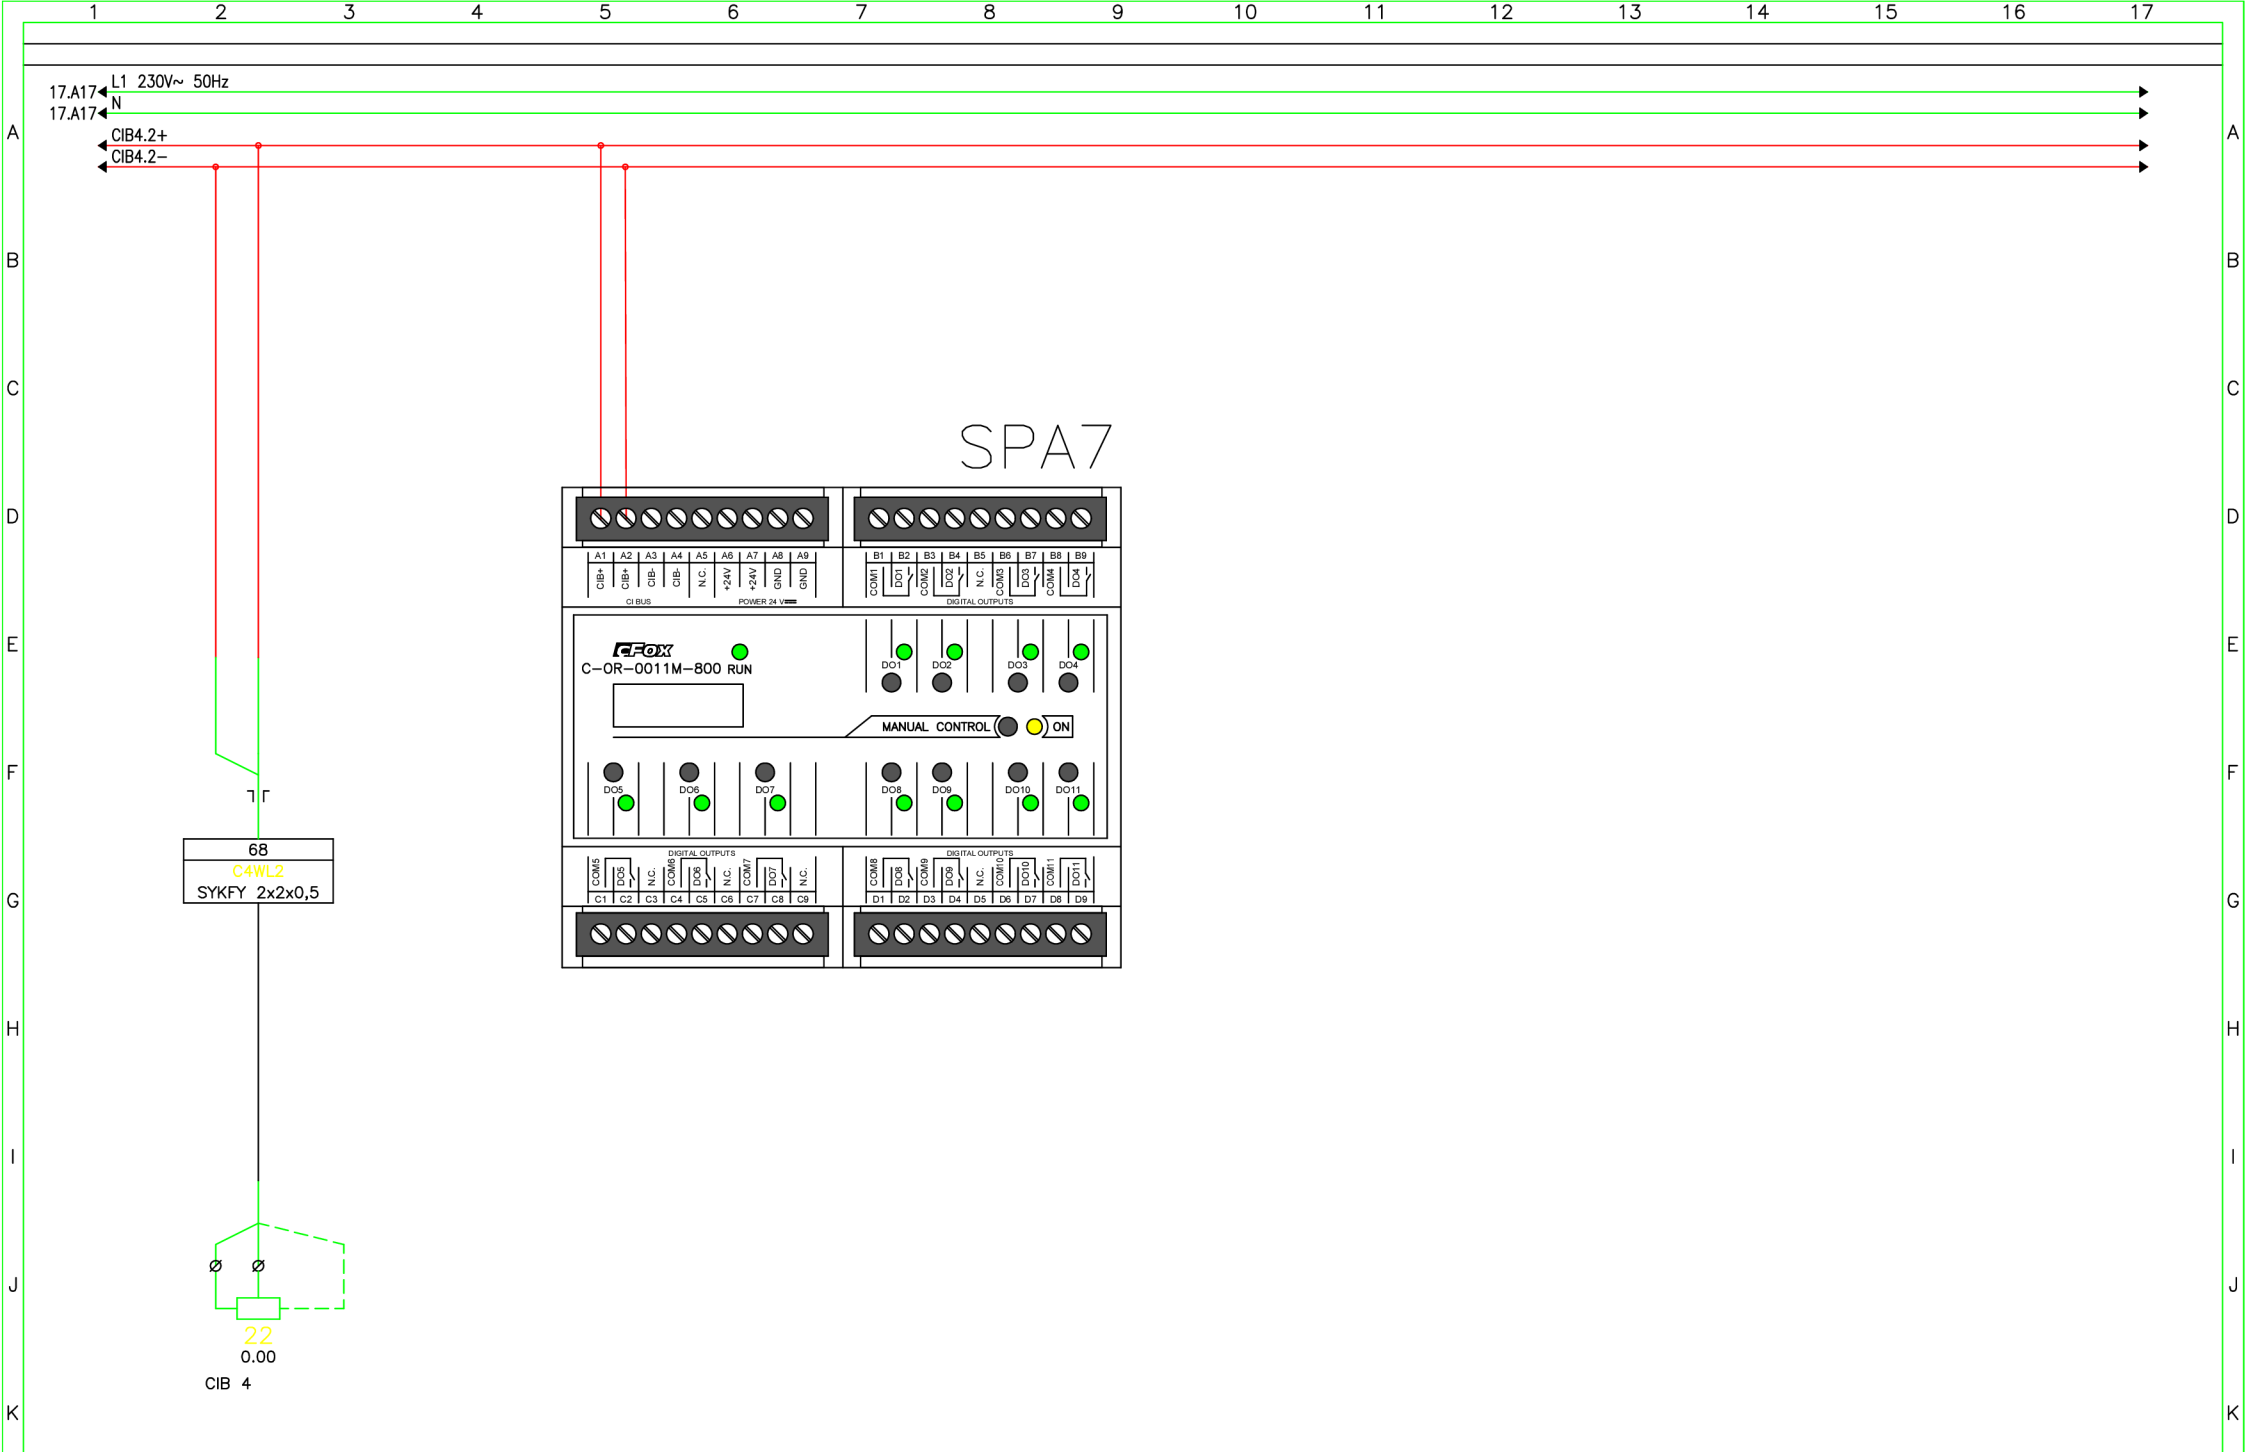 1 2 3 4 5 6 7 8 9 10 11 12 13 14 15 16 17
17.A17 L1 230V~ 50Hz
17.A17 N
A A
CIB4.2+
CIB4.2-
B B
C C
SPA7
D D
A1 A2 A3 A4 A5 A6 A7 A8 A9 B1 B2 B3 B4 B5 B6 B7 B8 B9
CIB+ CIB+ CIB- CIB- N.C. +24V +24V GND GND COM1 DO1 COM2 DO2 N.C. COM3 DO3 COM4 DO4
CI BUS POWER 24 V DIGITAL OUTPUTS
E E
CFOX
C-OR-0011M-800 RUN
DO1 DO2 DO3 DO4
MANUAL CONTROL ON
F F
DO5 DO6 DO7 DO8 DO9 DO10 DO11
68
C4WL2
SYKFY 2x2x0,5
DIGITAL OUTPUTS DIGITAL OUTPUTS
COM5 DO5 N.C. COM6 DO6 N.C. COM7 DO7 N.C. COM8 DO8 COM9 DO9 N.C. COM10 DO10 COM11 DO11
C1 C2 C3 C4 C5 C6 C7 C8 C9 D1 D2 D3 D4 D5 D6 D7 D8 D9
G G
H H
I I
J J
22
0.00
CIB 4
K K